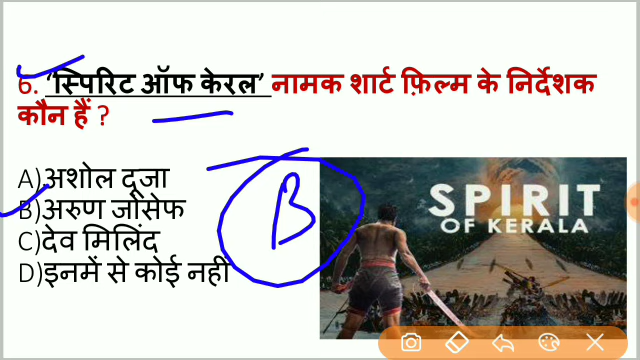 6. 'स्पिरिट ऑफ केरल' नामक शार्ट फ़िल्म के निर्देशक
कौन हैं ?
A)अशोल दूजा
B)अरुण जोसेफ
C)देव मिलिंद
D)इनमें से कोई नहीं
B
SPIRIT
OF KERALA